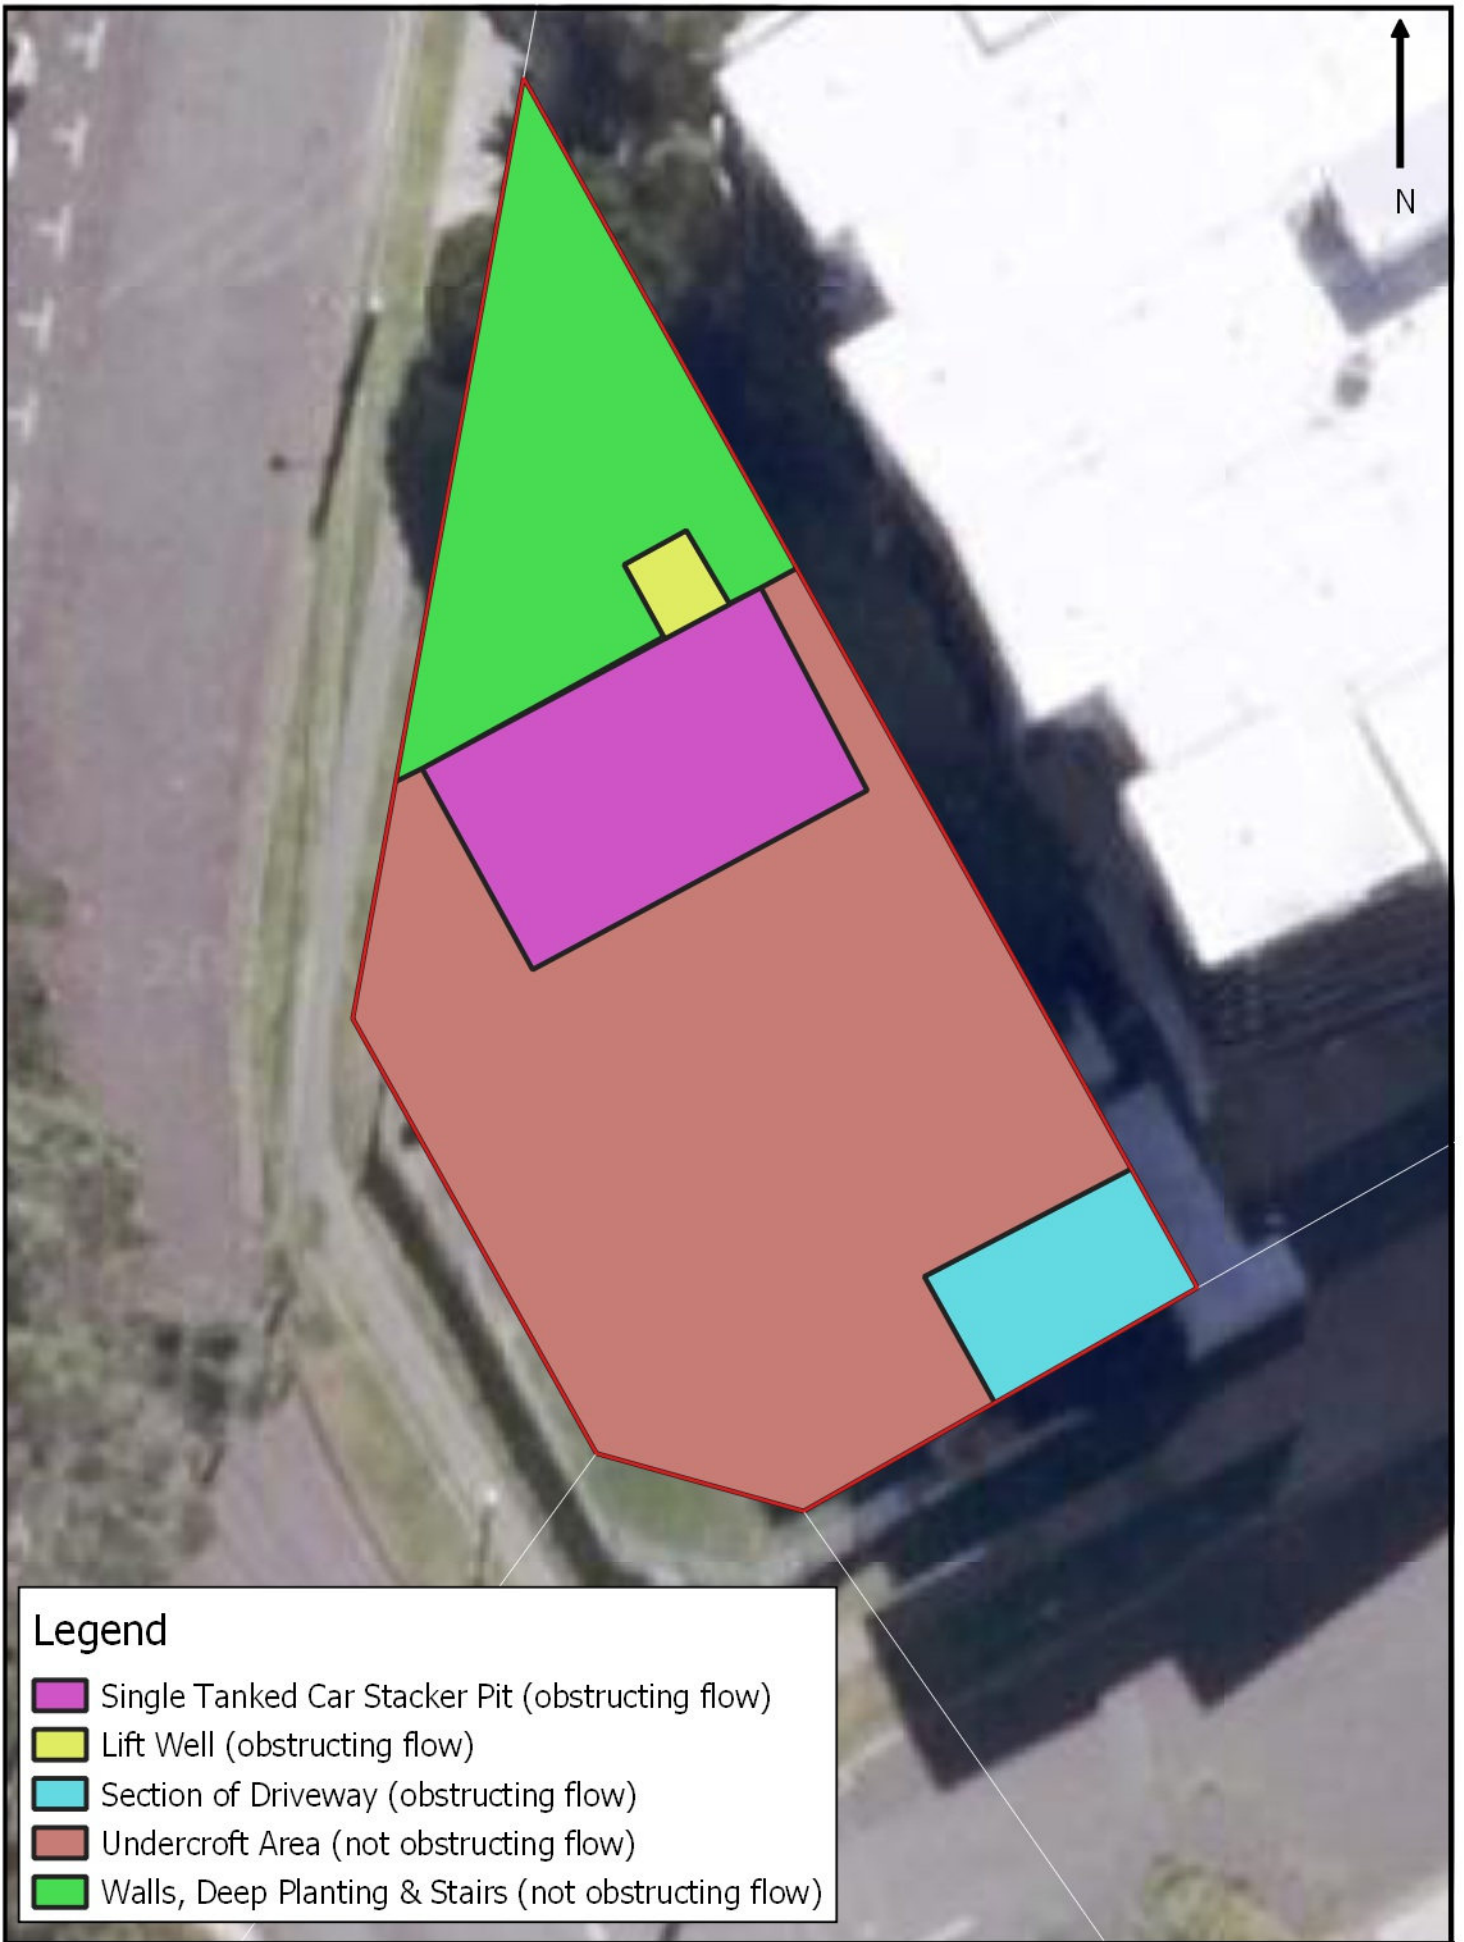 N
Legend
Single Tanked Car Stacker Pit (obstructing flow)
Lift Well (obstructing flow)
Section of Driveway (obstructing flow)
Undercroft Area (not obstructing flow)
Walls, Deep Planting & Stairs (not obstructing flow)